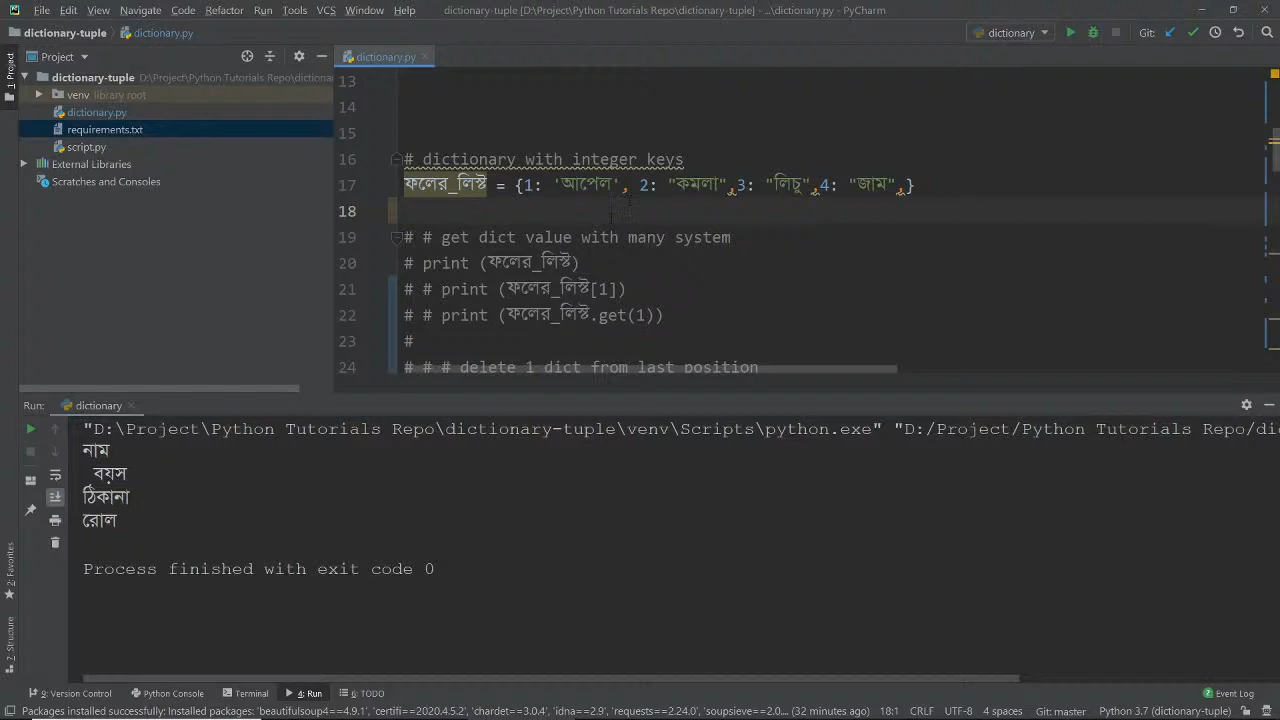 File Edit View Navigate Code Refactor Run Tools VCS Window Help dictionary-tuple [D:\Project\Python Tutorials Repo\dictionary-tuple] - ...\dictionary.py - PyCharm
dictionary-tuple dictionary.py dictionary Git:
Project dictionary.py
1: Project
dictionary-tuple D:\Project\Python Tutorials Repo\dictionar
venv library root
dictionary.py
requirements.txt
script.py
External Libraries
Scratches and Consoles
13
14
15
16 # dictionary with integer keys
17 ফলের_লিস্ট = {1: 'আপেল', 2: "কমলা",3: "লিচু",4: "জাম",}
18
19 # # get dict value with many system
20 # print (ফলের_লিস্ট)
21 # # print (ফলের_লিস্ট[1])
22 # # print (ফলের_লিস্ট.get(1))
23 #
24 # # # delete 1 dict from last position
Run: dictionary
"D:\Project\Python Tutorials Repo\dictionary-tuple\venv\Scripts\python.exe" "D:/Project/Python Tutorials Repo/dic
নাম
বয়স
ঠিকানা
রোল
Process finished with exit code 0
2: Favorites
7: Structure
9: Version Control Python Console Terminal 4: Run 6: TODO Event Log
Packages installed successfully: Installed packages: 'beautifulsoup4==4.9.1', 'certifi==2020.4.5.2', 'chardet==3.0.4', 'idna==2.9', 'requests==2.24.0', 'soupsieve==2.0.... (32 minutes ago) 18:1 CRLF UTF-8 4 spaces Git: master Python 3.7 (dictionary-tuple)